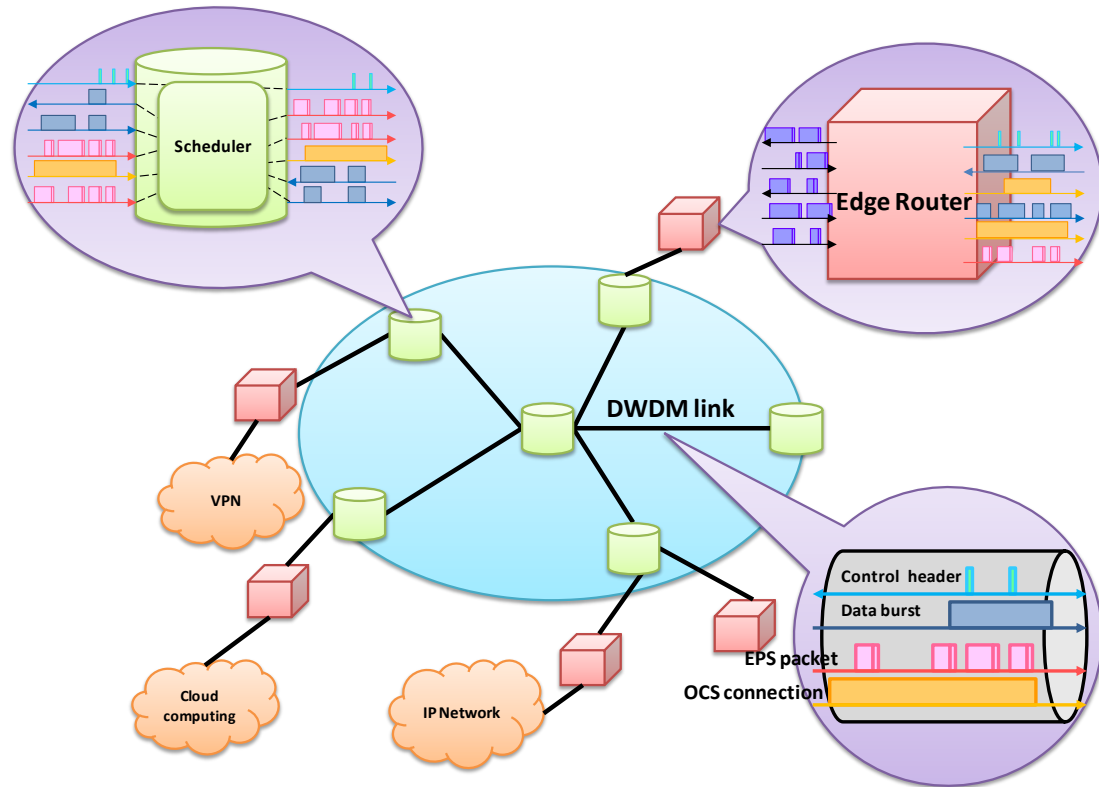 Scheduler
Edge Router
DWDM link
VPN
Control header
Data burst
EPS packet
OCS connection
Cloud
computing
IP Network